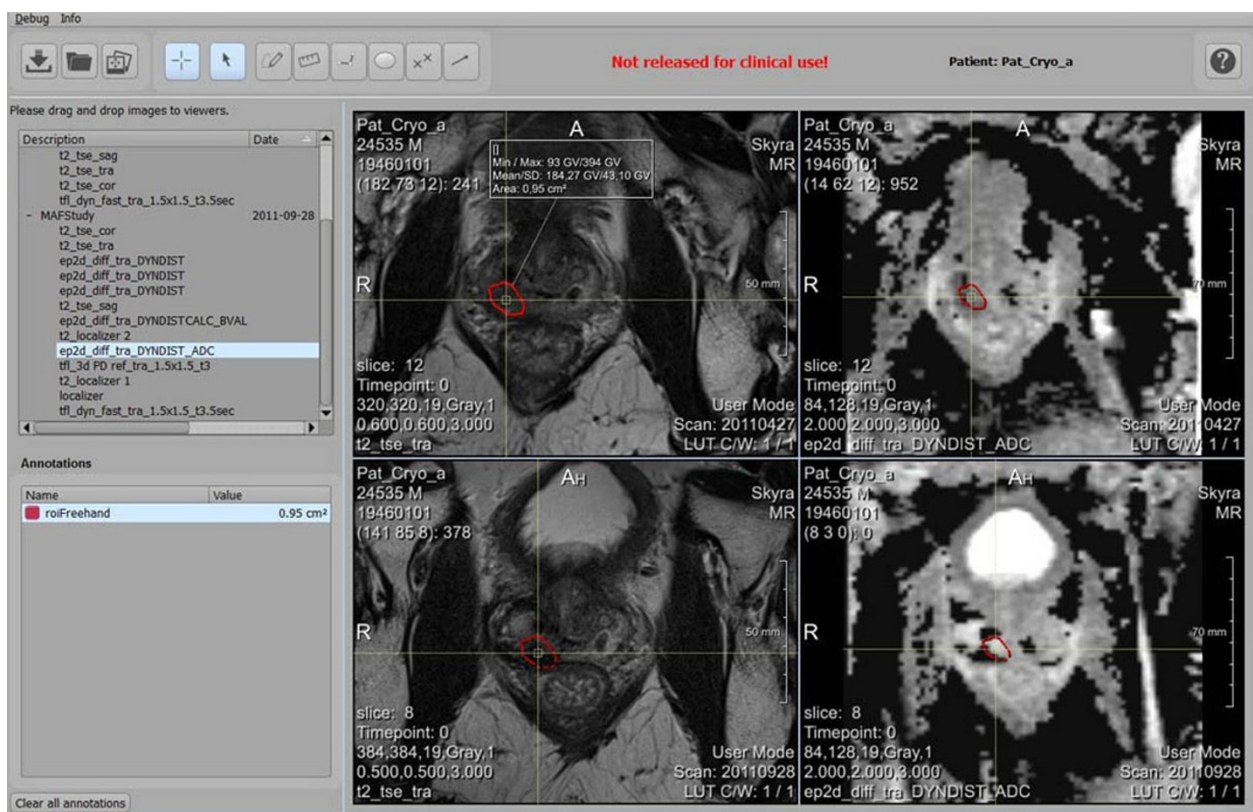 Debug Info
Not released for clinical use!
Patient: Pat_Cryo_a
Please drag and drop images to viewers.
Description Date
t2_tse_sag
t2_tse_tra
t2_tse_cor
tfl_dyn_fast_tra_1.5x1.5_t3.5sec
- MAFStudy 2011-09-28
t2_tse_cor
t2_tse_tra
ep2d_diff_tra_DYNDIST
ep2d_diff_tra_DYNDIST
ep2d_diff_tra_DYNDIST
t2_tse_sag
ep2d_diff_tra_DYNDISTCALC_BVAL
t2_localizer 2
ep2d_diff_tra_DYNDIST_ADC
tfl_3d PD ref_tra_1.5x1.5_t3
t2_localizer 1
localizer
tfl_dyn_fast_tra_1.5x1.5_t3.5sec
Annotations
Name Value
roiFreehand 0.95 cm²
Clear all annotations
Pat_Cryo_a
24535 M
19460101
(182 73 12): 241
A
[]
Min / Max: 93 GV/394 GV
Mean/SD: 184,27 GV/43,10 GV
Area: 0,95 cm²
Skyra
MR
R
50 mm
slice: 12
Timepoint: 0
320,320,19,Gray,1
0.600,0.600,3.000
t2_tse_tra
User Mode
Scan: 20110427
LUT C/W: 1 / 1
Pat_Cryo_a
24535 M
19460101
(14 62 12): 952
A
Skyra
MR
R
70 mm
slice: 12
Timepoint: 0
84,128,19,Gray,1
2.000,2.000,3.000
ep2d_diff_tra_DYNDIST_ADC
User Mode
Scan: 20110427
LUT C/W: 1 / 1
Pat_Cryo_a
24535 M
19460101
(141 85 8): 378
AH
Skyra
MR
R
50 mm
slice: 8
Timepoint: 0
384,384,19,Gray,1
0.500,0.500,3.000
t2_tse_tra
User Mode
Scan: 20110928
LUT C/W: 1 / 1
Pat_Cryo_a
24535 M
19460101
(8 3 0): 0
AH
Skyra
MR
R
70 mm
slice: 8
Timepoint: 0
84,128,19,Gray,1
2.000,2.000,3.000
ep2d_diff_tra_DYNDIST_ADC
User Mode
Scan: 20110928
LUT C/W: 1 / 1